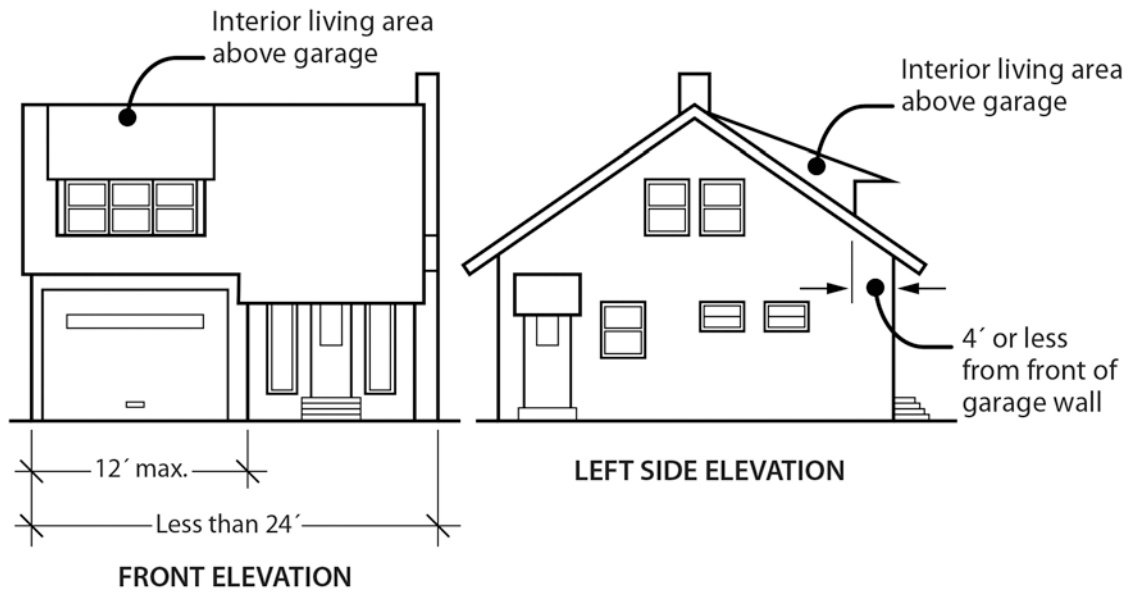 Interior living area
above garage
Interior living area
above garage
4´ or less
from front of
garage wall
12´ max.
Less than 24´
LEFT SIDE ELEVATION
FRONT ELEVATION